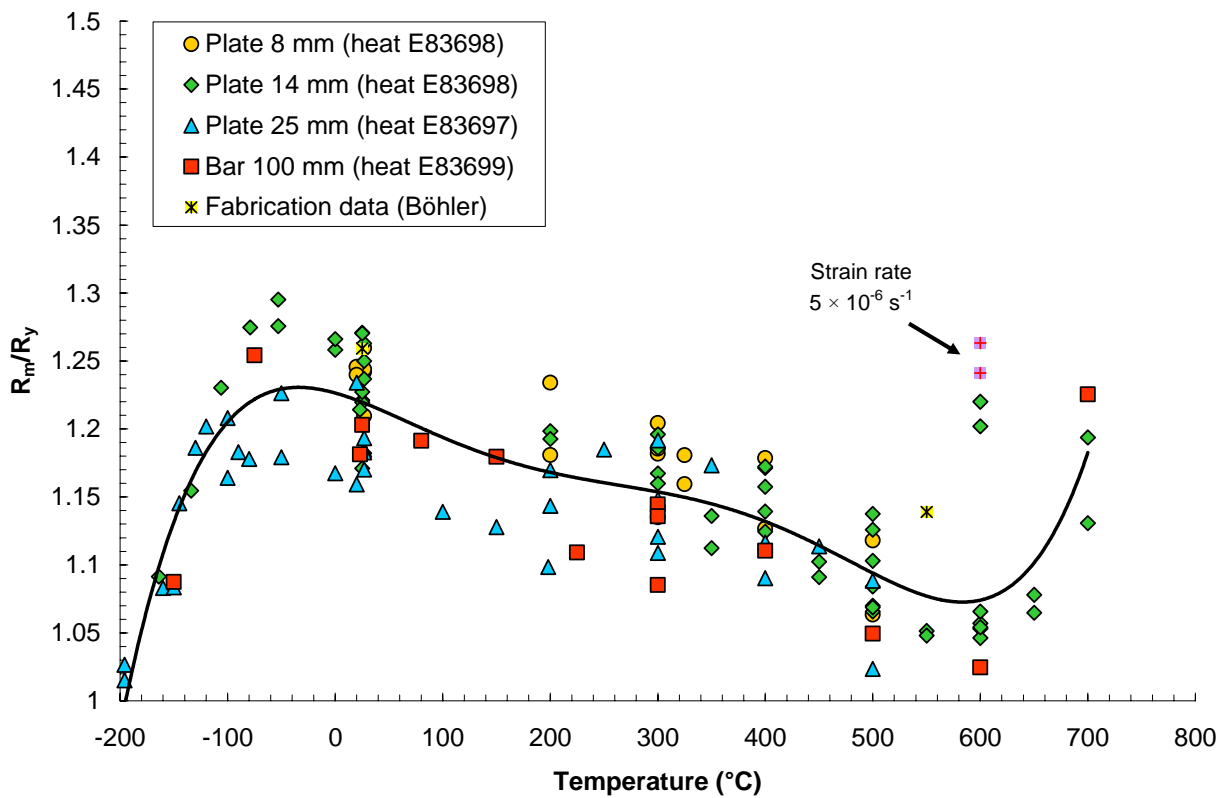 1.5
1.45
1.4
1.35
1.3
1.25
1.2
1.15
1.1
1.05
1
R_m/R_y
Plate 8 mm (heat E83698)
Plate 14 mm (heat E83698)
Plate 25 mm (heat E83697)
Bar 100 mm (heat E83699)
Fabrication data (Böhler)
Strain rate
5 × 10⁻⁶ s⁻¹
-200 -100 0 100 200 300 400 500 600 700 800
Temperature (°C)